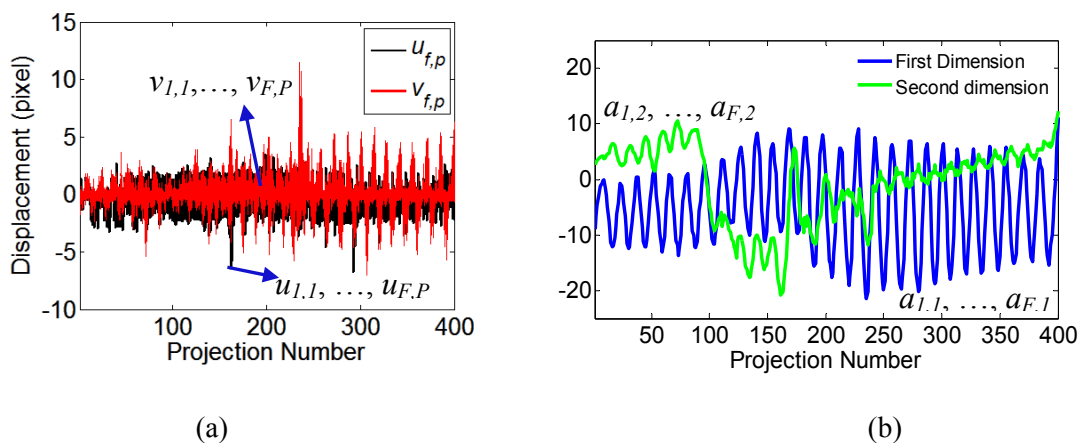 15
10
5
0
-5
-10
Displacement (pixel)
u_{f,p}
v_{f,p}
v_{1,1},…, v_{F,P}
u_{1,1}, …, u_{F,P}
100 200 300 400
Projection Number
(a)
20
10
0
-10
-20
First Dimension
Second dimension
a_{1,2}, …, a_{F,2}
a_{1,1}, …, a_{F,1}
50 100 150 200 250 300 350 400
Projection Number
(b)